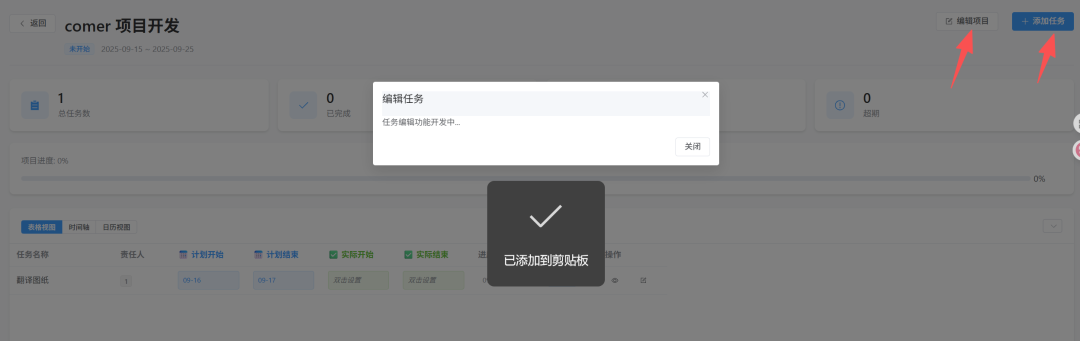 返回
comer 项目开发
编辑项目
添加任务
未开始 2025-09-15 ~ 2025-09-25
1
总任务数
0
已完成
0
超期
编辑任务
任务编辑功能开发中...
关闭
项目进度: 0%
0%
已添加到剪贴板
表格视图 时间轴 日历视图
任务名称 责任人 计划开始 计划结束 实际开始 实际结束 操作
翻译图纸 1 09-16 09-17 双击设置 双击设置